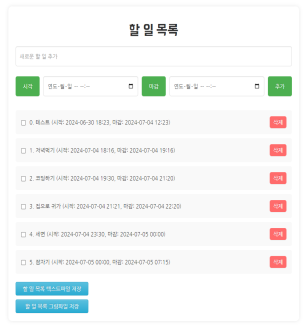 할 일 목록
새로운 할 일 추가
시작 연도-월-일 -- --:-- 마감 연도-월-일 -- --:-- 추가
0. 테스트 (시작: 2024-06-30 18:23, 마감: 2024-07-04 12:23) 삭제
1. 저녁먹기 (시작: 2024-07-04 18:16, 마감: 2024-07-04 19:16) 삭제
2. 코딩하기 (시작: 2024-07-04 19:30, 마감: 2024-07-04 21:20) 삭제
3. 집으로 귀가 (시작: 2024-07-04 21:21, 마감: 2024-07-04 22:20) 삭제
4. 세면 (시작: 2024-07-04 23:30, 마감: 2024-07-05 00:00) 삭제
5. 잠자기 (시작: 2024-07-05 00:00, 마감: 2024-07-05 07:15) 삭제
할 일 목록 텍스트파일 저장
할 일 목록 그림파일 저장